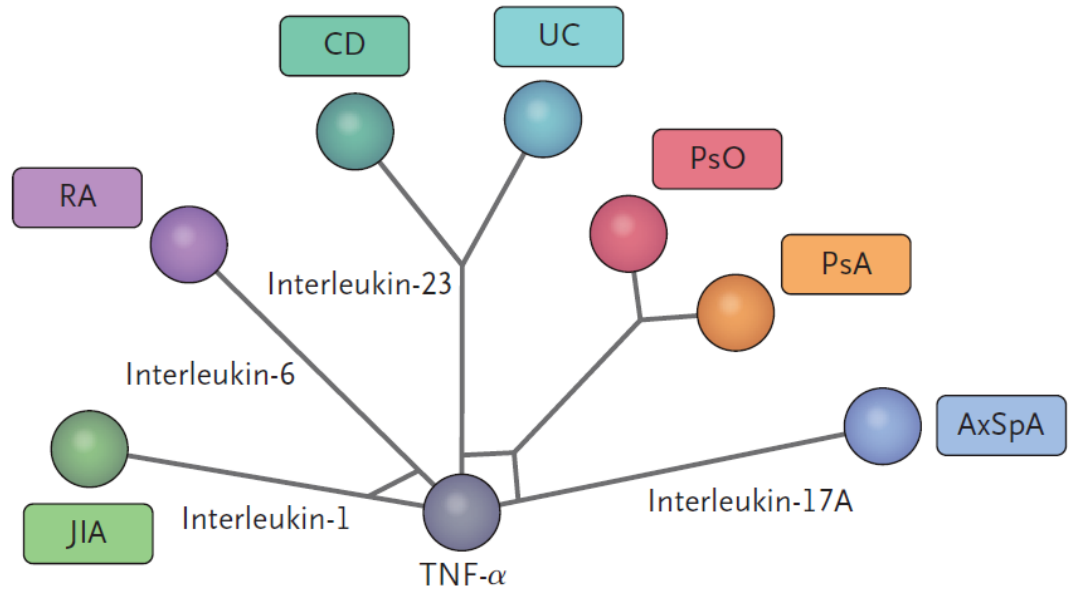 CD
UC
PsO
RA
PsA
Interleukin-23
Interleukin-6
AxSpA
Interleukin-17A
Interleukin-1
JIA
TNF-α